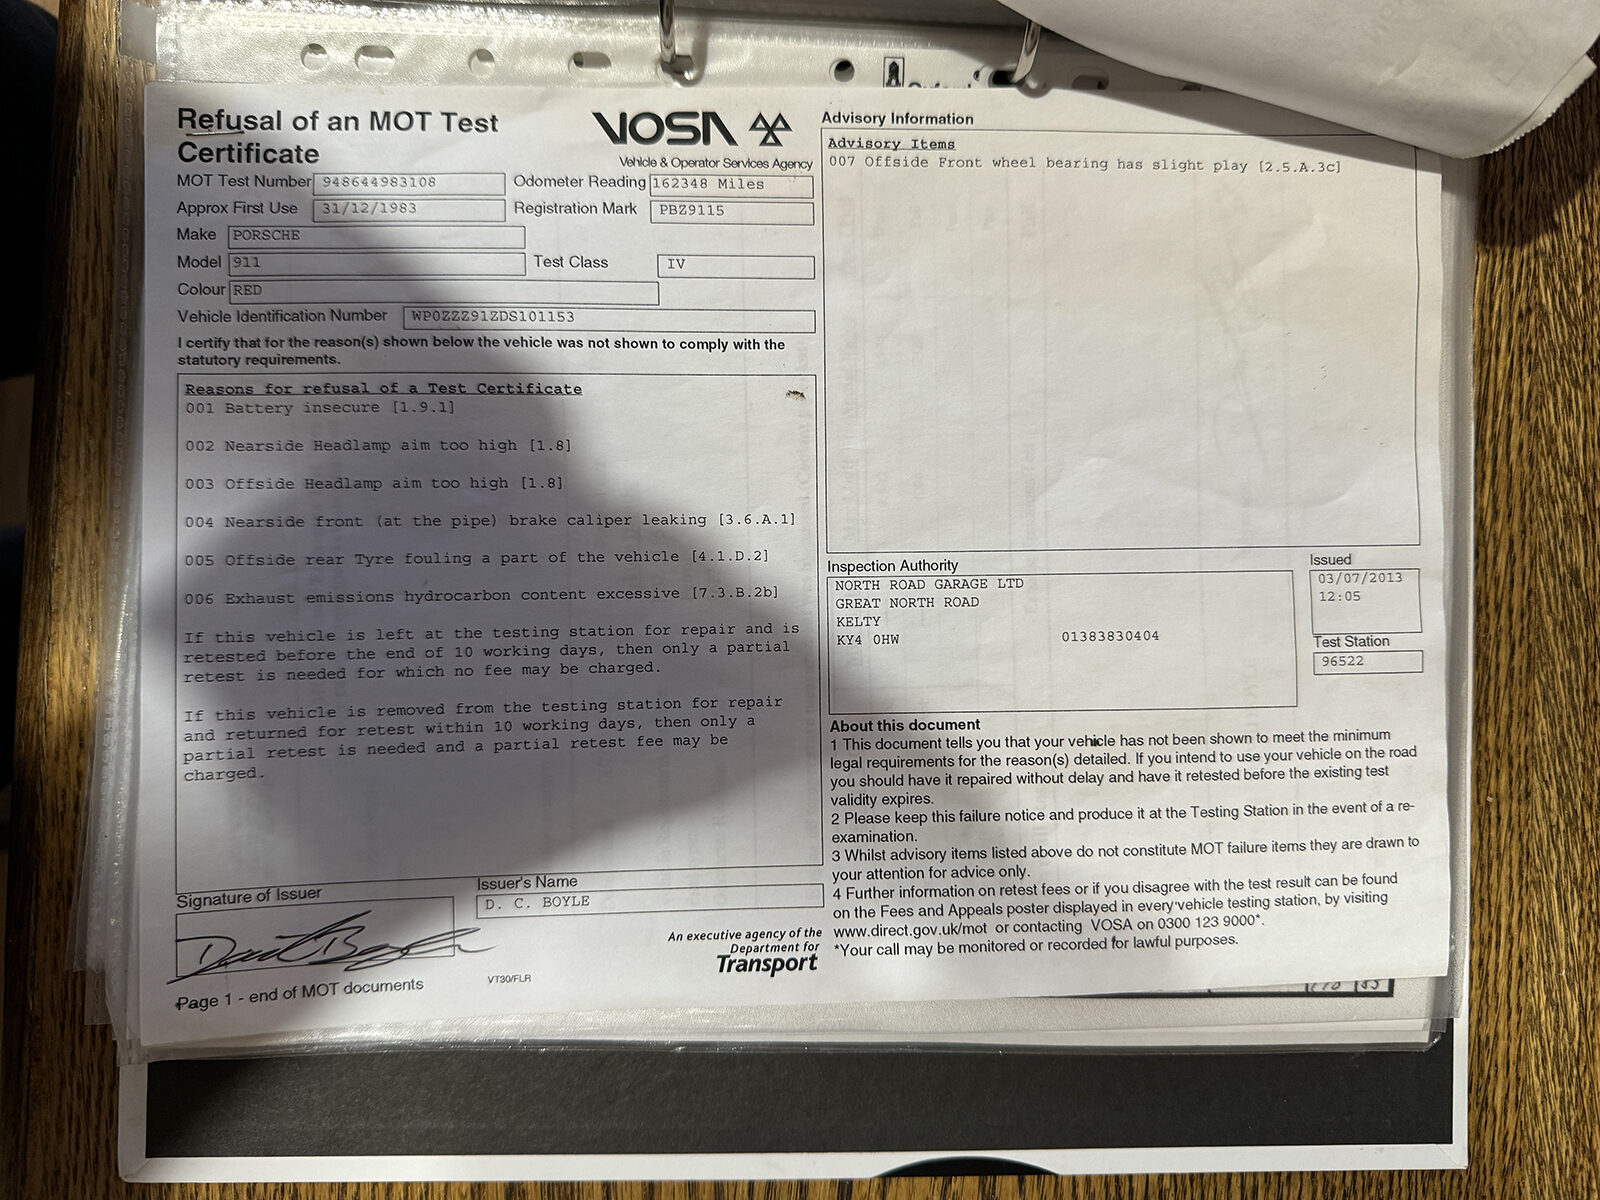 Refusal of an MOT Test
Certificate
VOSA
Vehicle & Operator Services Agency
MOT Test Number 948644983108
Odometer Reading 162348 Miles
Approx First Use 31/12/1983
Registration Mark PBZ9115
Make PORSCHE
Model 911
Test Class IV
Colour RED
Vehicle Identification Number WP0ZZZ91ZDS101153
I certify that for the reason(s) shown below the vehicle was not shown to comply with the
statutory requirements.
Reasons for refusal of a Test Certificate
001 Battery insecure [1.9.1]
002 Nearside Headlamp aim too high [1.8]
003 Offside Headlamp aim too high [1.8]
004 Nearside front (at the pipe) brake caliper leaking [3.6.A.1]
005 Offside rear Tyre fouling a part of the vehicle [4.1.D.2]
006 Exhaust emissions hydrocarbon content excessive [7.3.B.2b]
If this vehicle is left at the testing station for repair and is
retested before the end of 10 working days, then only a partial
retest is needed for which no fee may be charged.
If this vehicle is removed from the testing station for repair
and returned for retest within 10 working days, then only a
partial retest is needed and a partial retest fee may be
charged.
Signature of Issuer
Issuer's Name
D. C. BOYLE
An executive agency of the
Department for
Transport
VT30/FLR
Page 1 - end of MOT documents
Advisory Information
Advisory Items
007 Offside Front wheel bearing has slight play [2.5.A.3c]
Inspection Authority
NORTH ROAD GARAGE LTD
GREAT NORTH ROAD
KELTY
KY4 0HW 01383830404
Issued
03/07/2013
12:05
Test Station
96522
About this document
1 This document tells you that your vehicle has not been shown to meet the minimum
legal requirements for the reason(s) detailed. If you intend to use your vehicle on the road
you should have it repaired without delay and have it retested before the existing test
validity expires.
2 Please keep this failure notice and produce it at the Testing Station in the event of a re-
examination.
3 Whilst advisory items listed above do not constitute MOT failure items they are drawn to
your attention for advice only.
4 Further information on retest fees or if you disagree with the test result can be found
on the Fees and Appeals poster displayed in every vehicle testing station, by visiting
www.direct.gov.uk/mot or contacting VOSA on 0300 123 9000*.
*Your call may be monitored or recorded for lawful purposes.